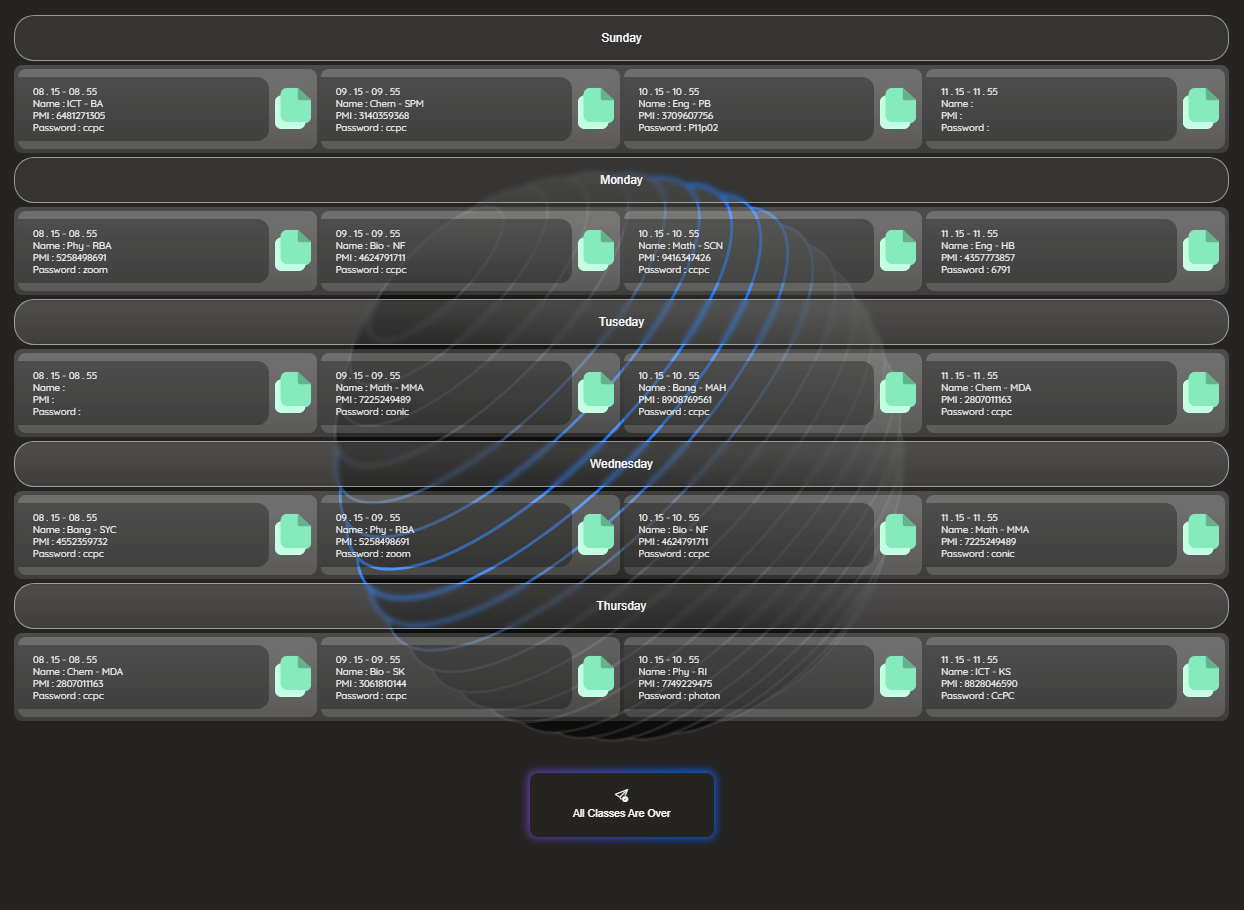 Sunday
08 . 15 - 08 . 55
Name : ICT - BA
PMI : 6481271305
Password : ccpc
09 . 15 - 09 . 55
Name : Chem - SPM
PMI : 3140359368
Password : ccpc
10 . 15 - 10 . 55
Name : Eng - PB
PMI : 3709607756
Password : P11p02
11 . 15 - 11 . 55
Name :
PMI :
Password :
Monday
08 . 15 - 08 . 55
Name : Phy - RBA
PMI : 5258498691
Password : zoom
09 . 15 - 09 . 55
Name : Bio - NF
PMI : 4624791711
Password : ccpc
10 . 15 - 10 . 55
Name : Math - SCN
PMI : 9416347426
Password : ccpc
11 . 15 - 11 . 55
Name : Eng - HB
PMI : 4357773857
Password : 6791
Tuseday
08 . 15 - 08 . 55
Name :
PMI :
Password :
09 . 15 - 09 . 55
Name : Math - MMA
PMI : 7225249489
Password : conic
10 . 15 - 10 . 55
Name : Bang - MAH
PMI : 8908769561
Password : ccpc
11 . 15 - 11 . 55
Name : Chem - MDA
PMI : 2807011163
Password : ccpc
Wednesday
08 . 15 - 08 . 55
Name : Bang - SYC
PMI : 4552359732
Password : ccpc
09 . 15 - 09 . 55
Name : Phy - RBA
PMI : 5258498691
Password : zoom
10 . 15 - 10 . 55
Name : Bio - NF
PMI : 4624791711
Password : ccpc
11 . 15 - 11 . 55
Name : Math - MMA
PMI : 7225249489
Password : conic
Thursday
08 . 15 - 08 . 55
Name : Chem - MDA
PMI : 2807011163
Password : ccpc
09 . 15 - 09 . 55
Name : Bio - SK
PMI : 3061810144
Password : ccpc
10 . 15 - 10 . 55
Name : Phy - RI
PMI : 7749229475
Password : photon
11 . 15 - 11 . 55
Name : ICT - KS
PMI : 8828046590
Password : CcPC
All Classes Are Over